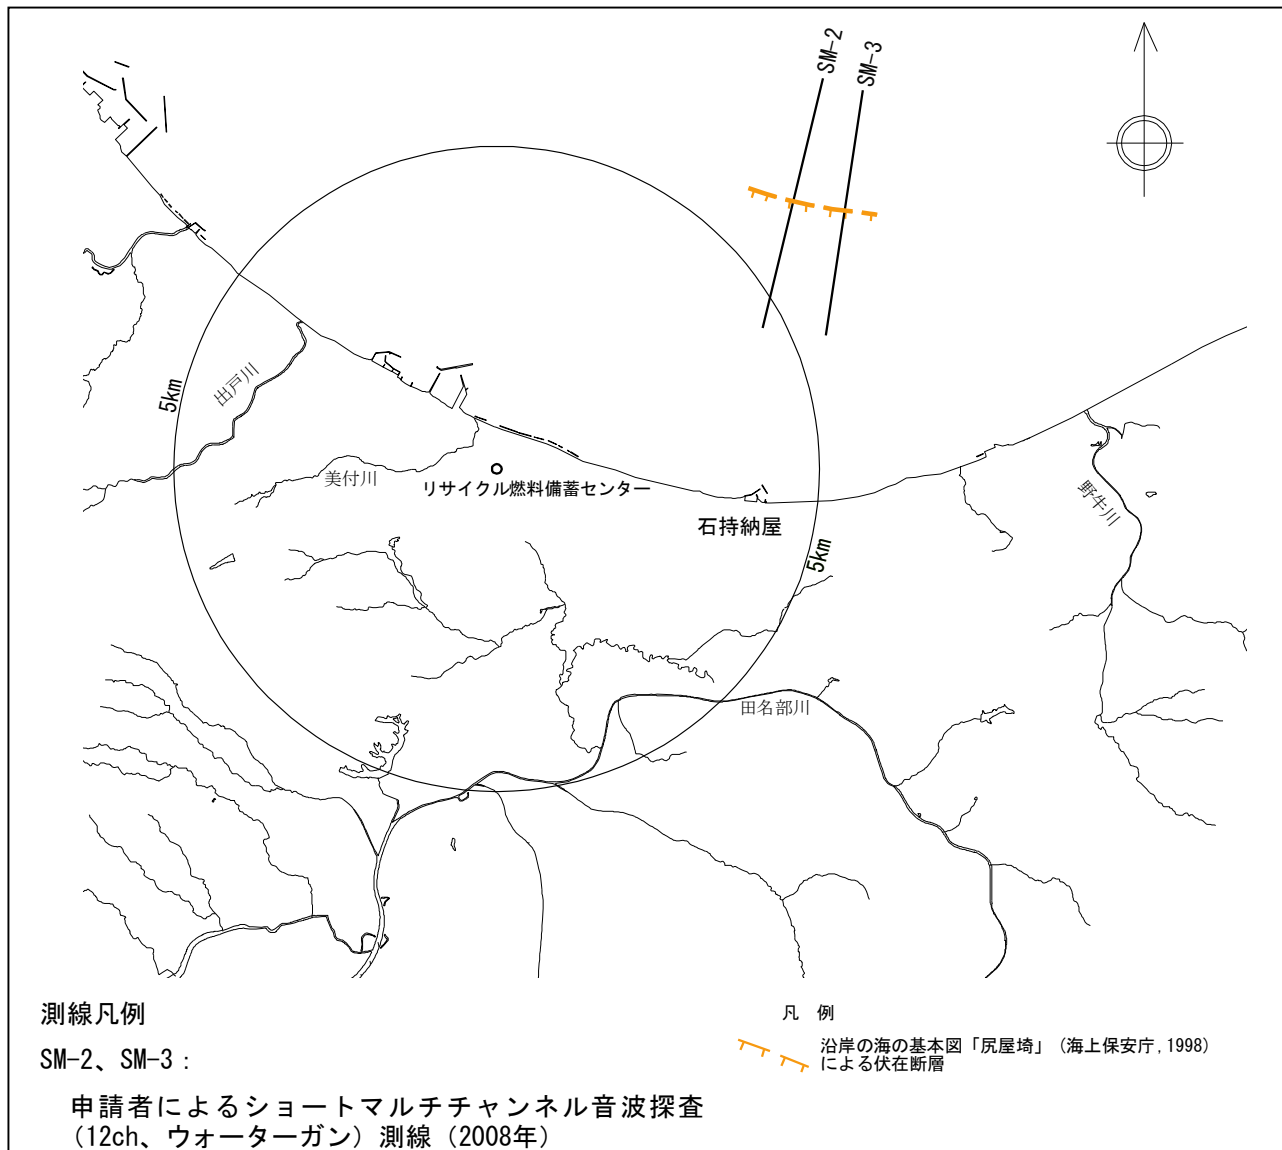 SM-2
SM-3
5km
出戸川
美付川
リサイクル燃料備蓄センター
石持納屋
5km
野牛川
田名部川
測線凡例
SM-2、SM-3：
申請者によるショートマルチチャンネル音波探査
（12ch、ウォーターガン）測線（2008年）
凡　例
沿岸の海の基本図「尻屋埼」（海上保安庁,1998）
による伏在断層